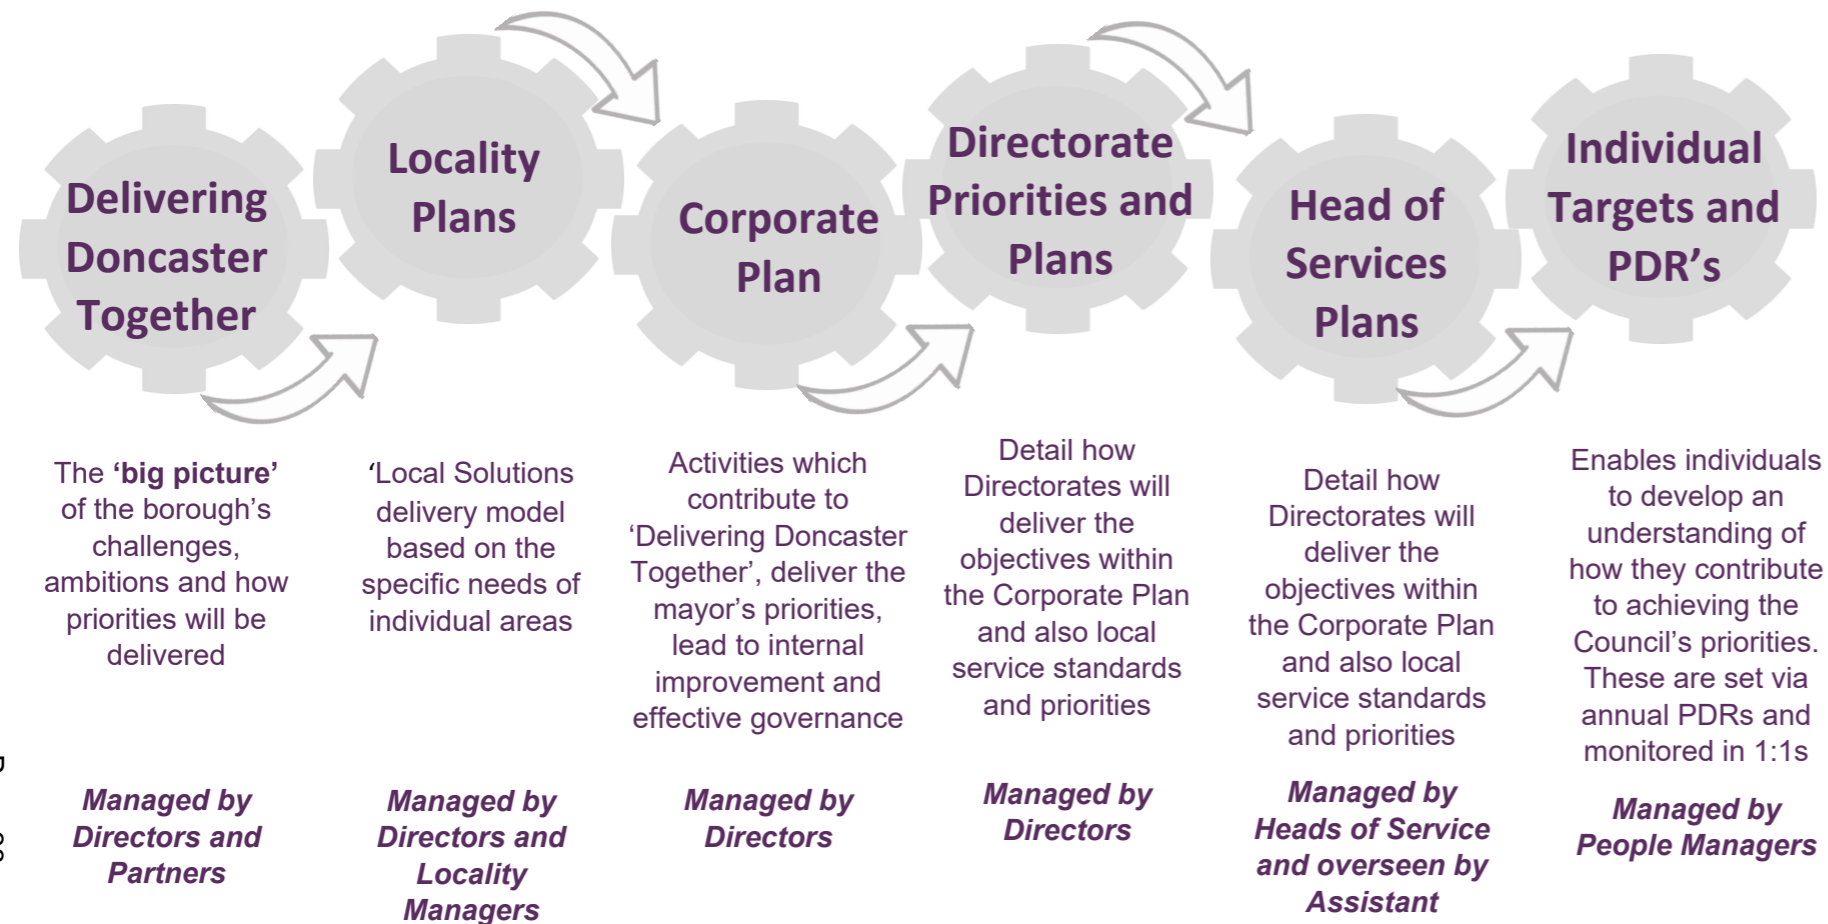 Delivering
Doncaster
Together
Locality
Plans
Corporate
Plan
Directorate
Priorities and
Plans
Head of
Services
Plans
Individual
Targets and
PDR’s
The ‘big picture’
of the borough’s
challenges,
ambitions and how
priorities will be
delivered
Managed by
Directors and
Partners
‘Local Solutions
delivery model
based on the
specific needs of
individual areas
Managed by
Directors and
Locality
Managers
Activities which
contribute to
‘Delivering Doncaster
Together’, deliver the
mayor’s priorities,
lead to internal
improvement and
effective governance
Managed by
Directors
Detail how
Directorates will
deliver the
objectives within
the Corporate Plan
and also local
service standards
and priorities
Managed by
Directors
Detail how
Directorates will
deliver the
objectives within
the Corporate Plan
and also local
service standards
and priorities
Managed by
Heads of Service
and overseen by
Assistant
Enables individuals
to develop an
understanding of
how they contribute
to achieving the
Council’s priorities.
These are set via
annual PDRs and
monitored in 1:1s
Managed by
People Managers